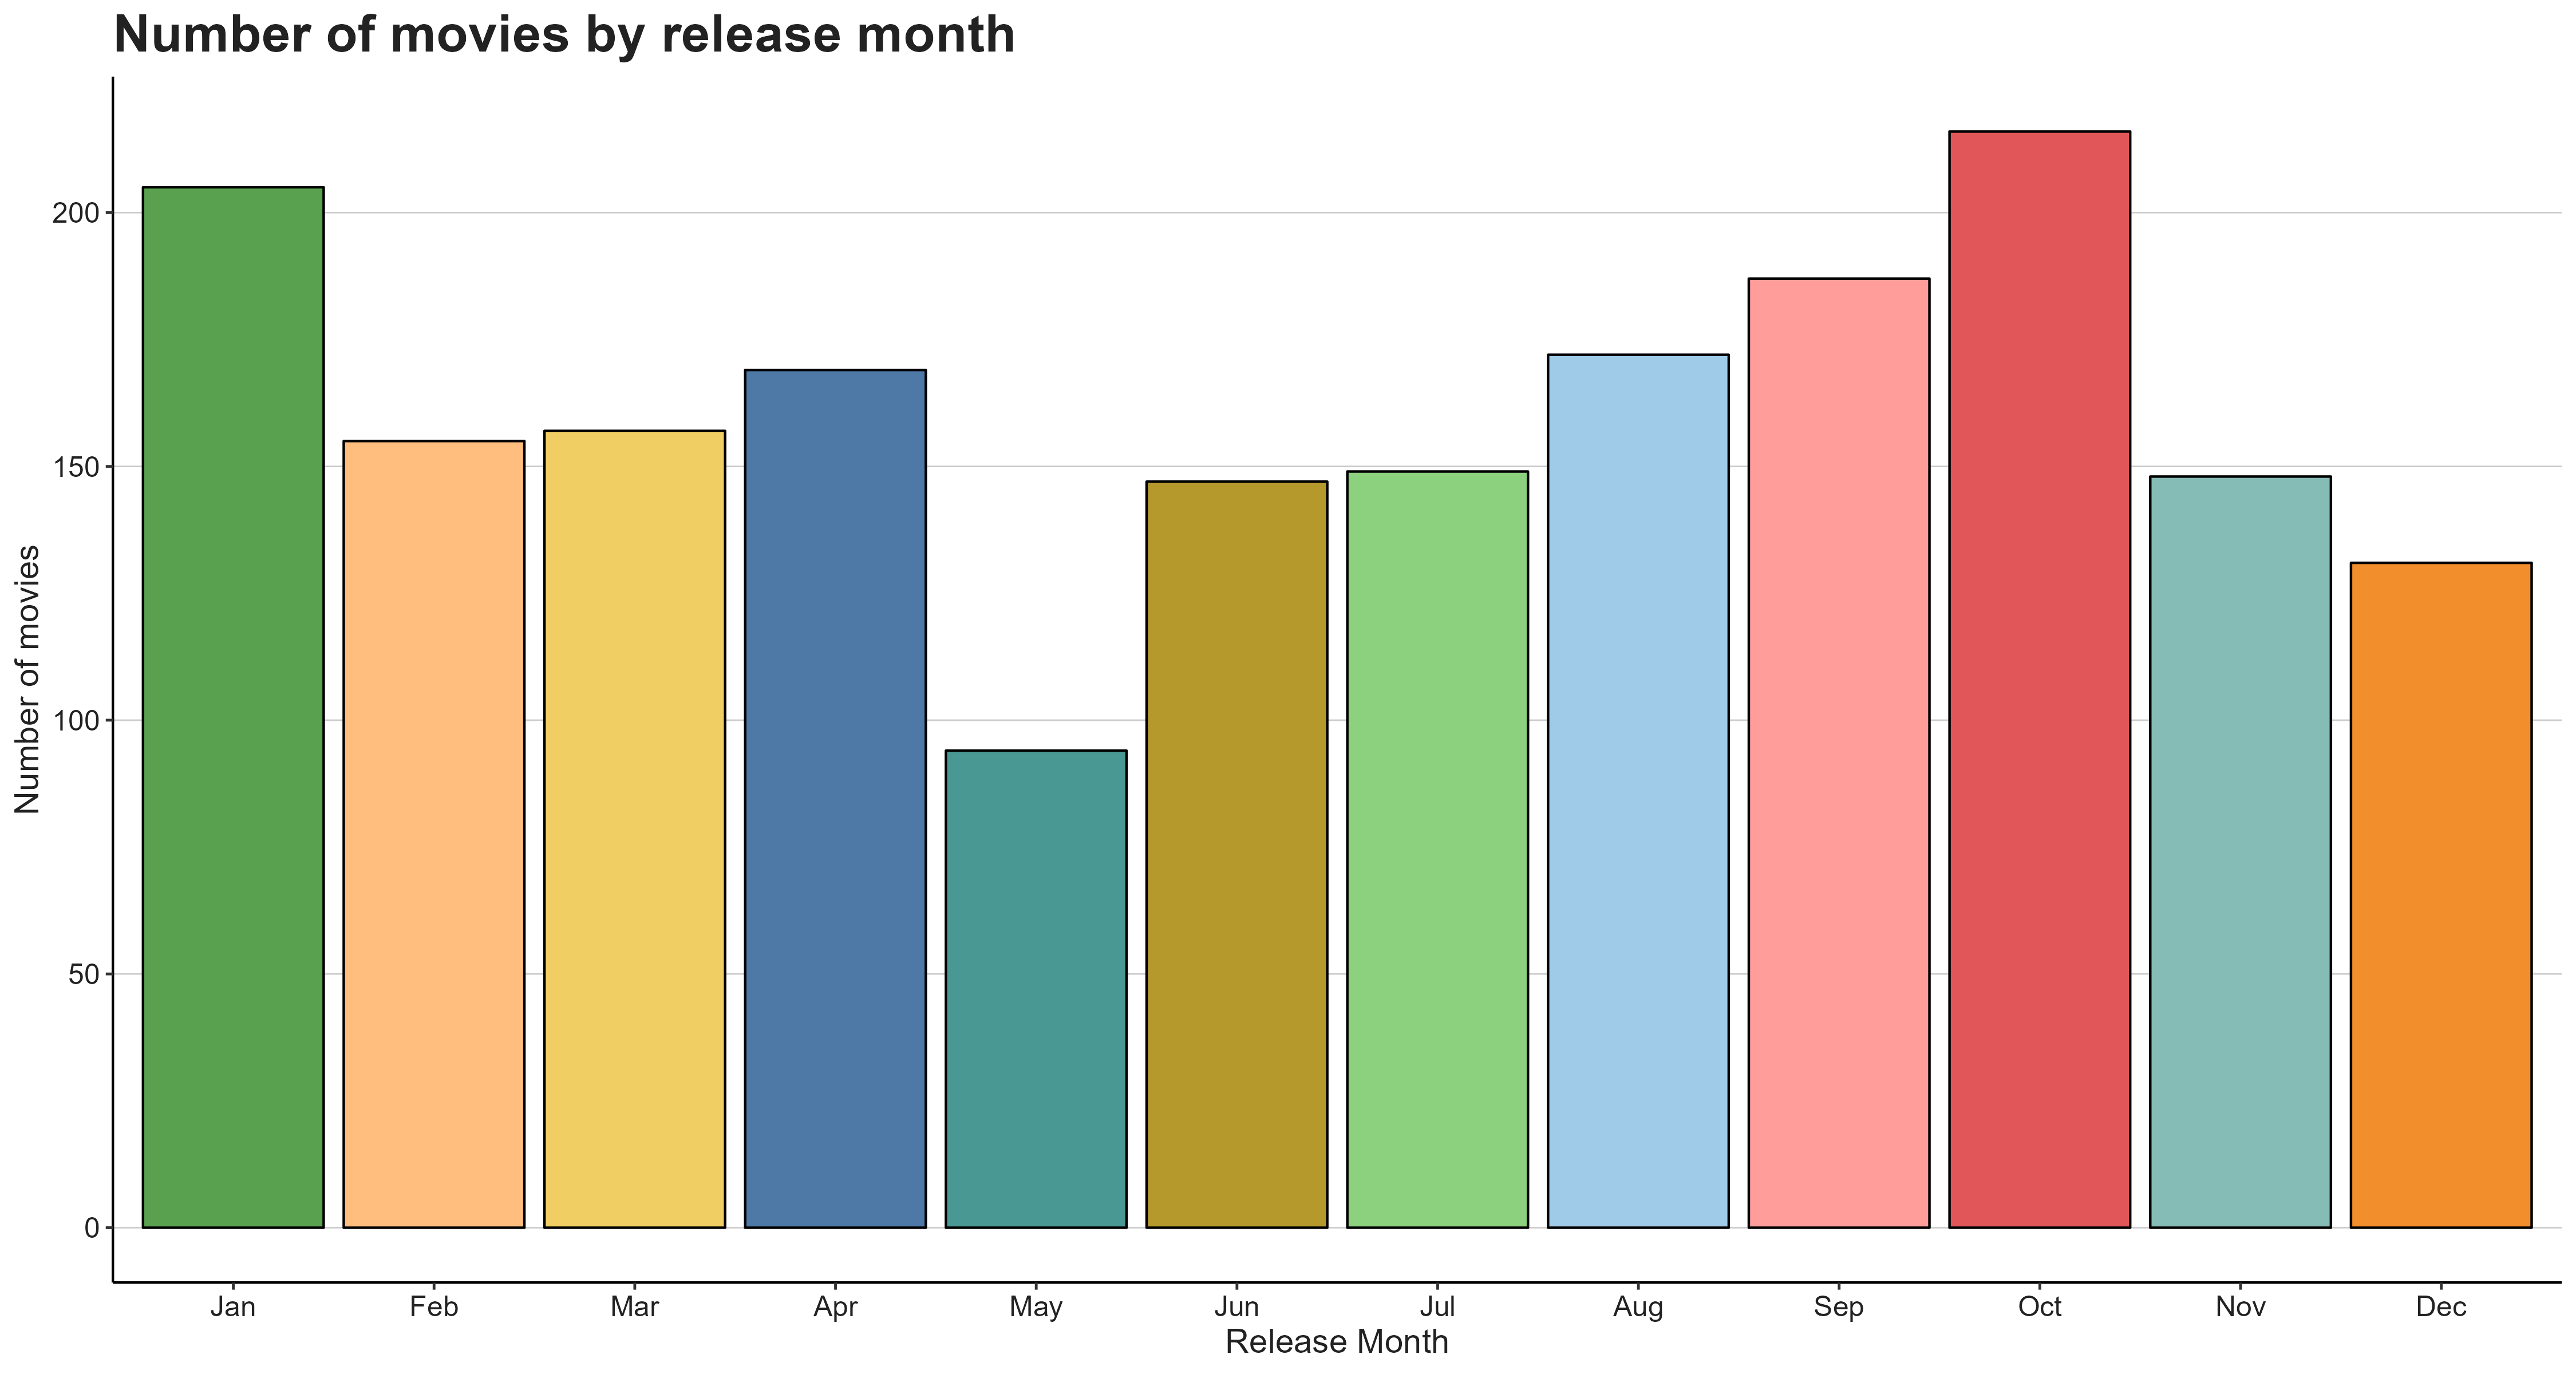 Number of movies by release month
Number of movies
200
150
100
50
0
Jan Feb Mar Apr May Jun Jul Aug Sep Oct Nov Dec
Release Month